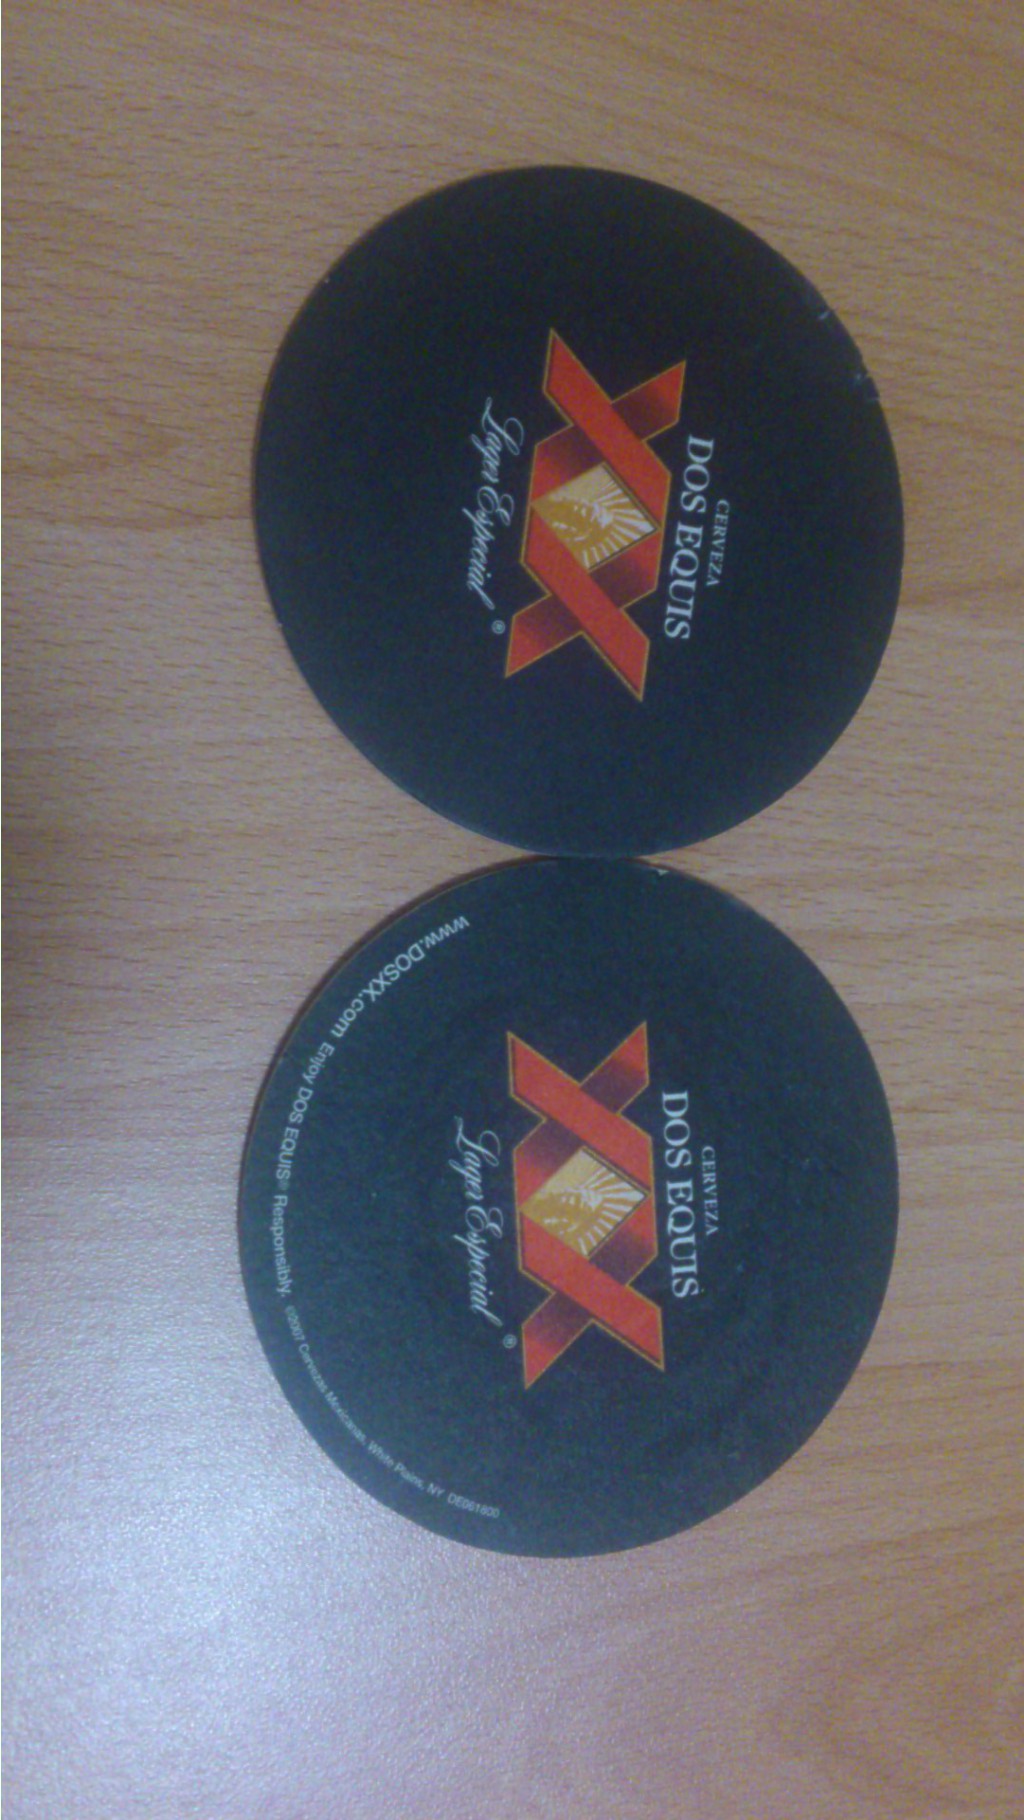 CERVEZA
DOS EQUIS
Lager Especial ®
CERVEZA
DOS EQUIS
Lager Especial ®
www.DOSXX.com Enjoy DOS EQUIS® Responsibly. ©2007 Cervezas Mexicanas, White Plains, NY DE061600